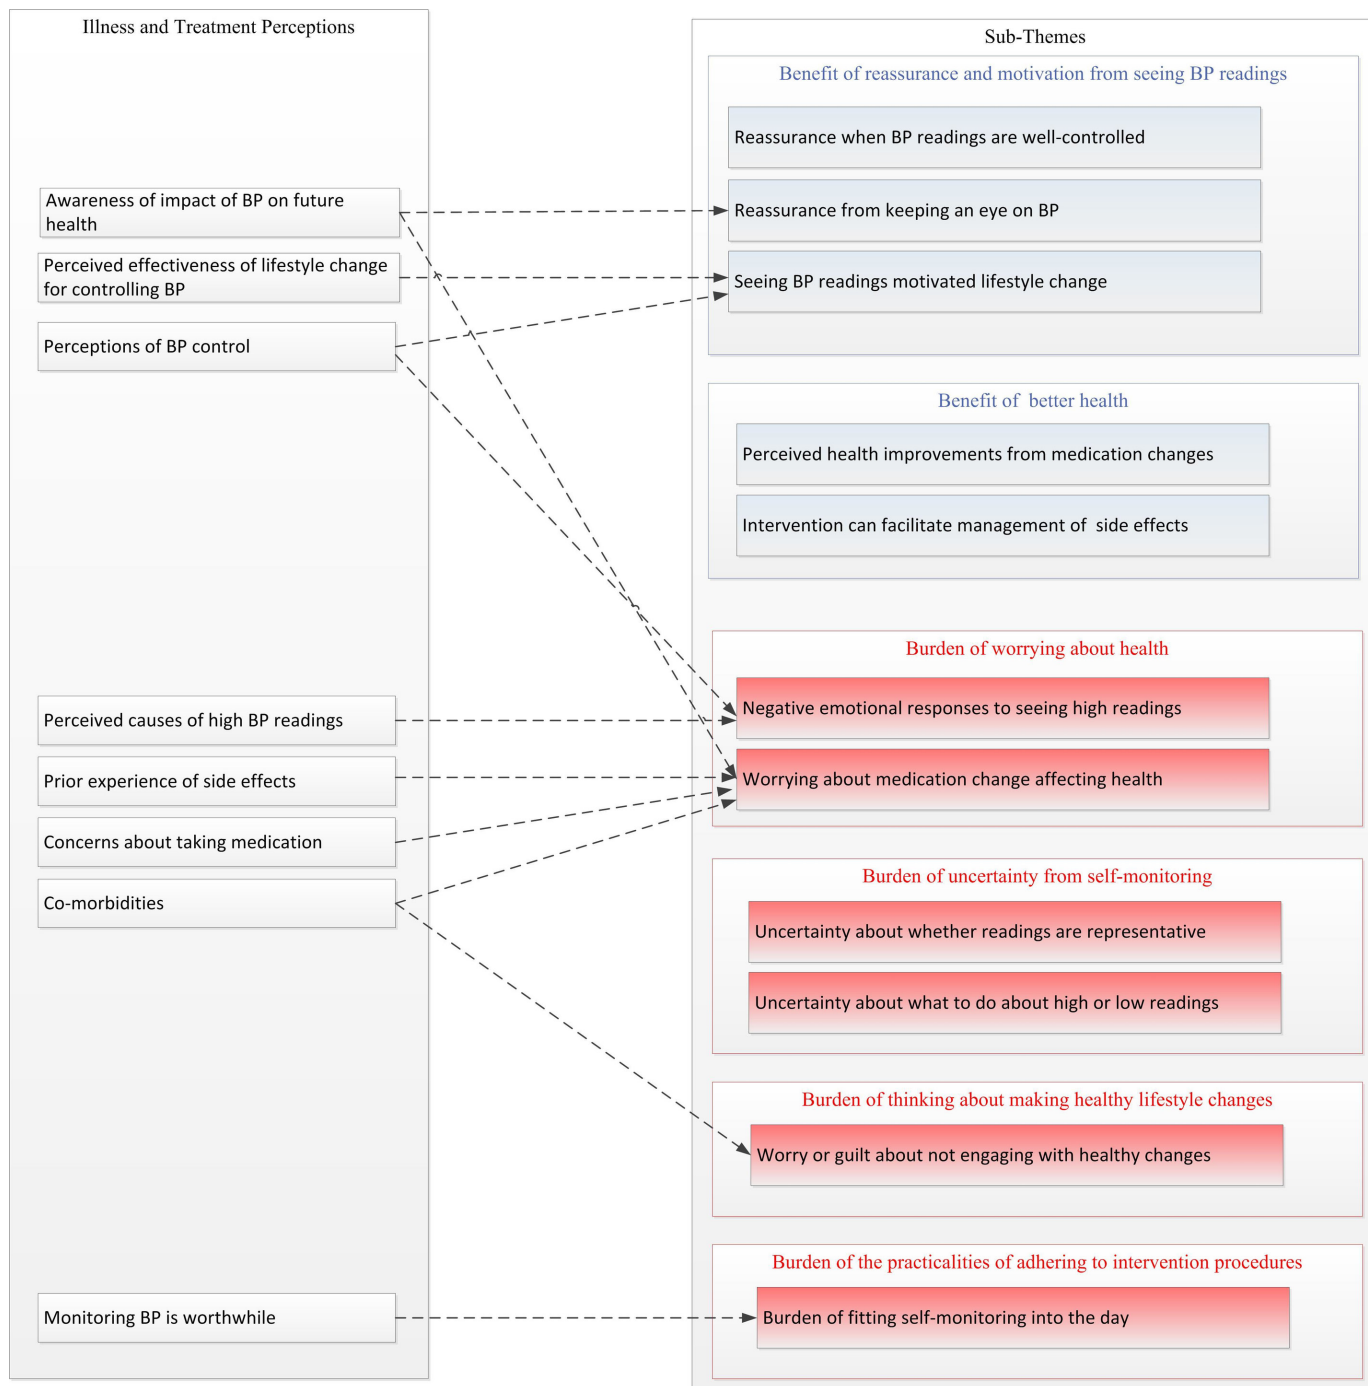 Illness and Treatment Perceptions
Awareness of impact of BP on future
health
Perceived effectiveness of lifestyle change
for controlling BP
Perceptions of BP control
Perceived causes of high BP readings
Prior experience of side effects
Concerns about taking medication
Co-morbidities
Monitoring BP is worthwhile
Sub-Themes
Benefit of reassurance and motivation from seeing BP readings
Reassurance when BP readings are well-controlled
Reassurance from keeping an eye on BP
Seeing BP readings motivated lifestyle change
Benefit of better health
Perceived health improvements from medication changes
Intervention can facilitate management of side effects
Burden of worrying about health
Negative emotional responses to seeing high readings
Worrying about medication change affecting health
Burden of uncertainty from self-monitoring
Uncertainty about whether readings are representative
Uncertainty about what to do about high or low readings
Burden of thinking about making healthy lifestyle changes
Worry or guilt about not engaging with healthy changes
Burden of the practicalities of adhering to intervention procedures
Burden of fitting self-monitoring into the day